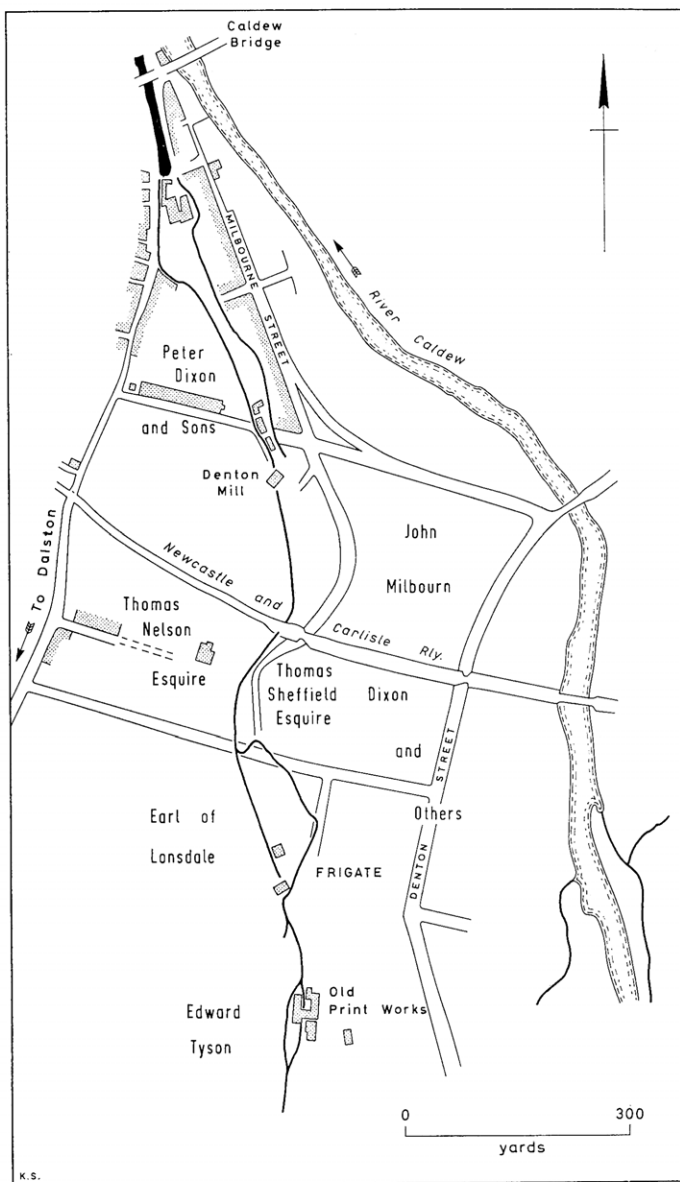 Caldew
Bridge
MILBOURNE STREET
River Caldew
Peter
Dixon
and Sons
Denton
Mill
To Dalston
Newcastle and Carlisle Rly.
John
Milbourn
Thomas
Nelson
Esquire
Thomas
Sheffield
Esquire
Dixon
and
Others
DENTON STREET
Earl of
Lonsdale
FRIGATE
Edward
Tyson
Old
Print Works
0 300
yards
K.S.